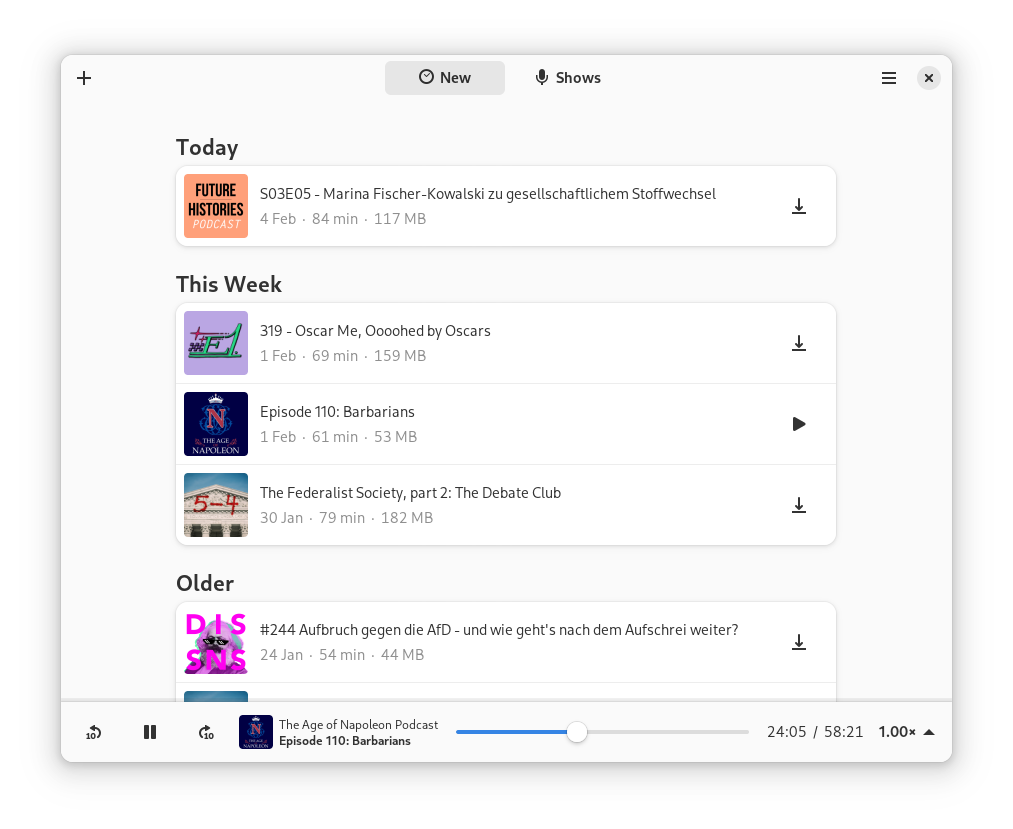 New
Shows
Today
FUTURE
HISTORIES
PODCAST
S03E05 - Marina Fischer-Kowalski zu gesellschaftlichem Stoffwechsel
4 Feb · 84 min · 117 MB
This Week
E1
319 - Oscar Me, Oooohed by Oscars
1 Feb · 69 min · 159 MB
N
THE AGE
OF
NAPOLEON
Episode 110: Barbarians
1 Feb · 61 min · 53 MB
5-4
The Federalist Society, part 2: The Debate Club
30 Jan · 79 min · 182 MB
Older
DIS
SNS
#244 Aufbruch gegen die AfD - und wie geht's nach dem Aufschrei weiter?
24 Jan · 54 min · 44 MB
10
10
N
THE AGE
NAPOLEON
The Age of Napoleon Podcast
Episode 110: Barbarians
24:05 / 58:21
1.00×